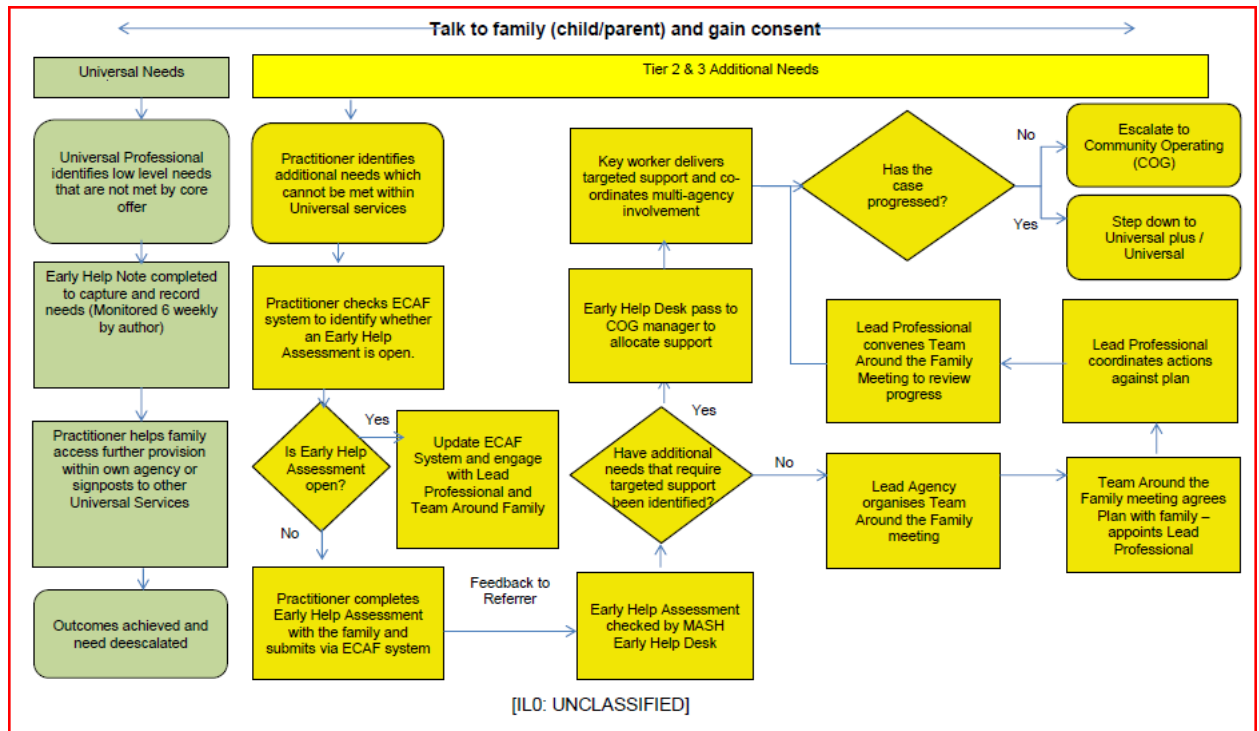 Talk to family (child/parent) and gain consent
Universal Needs
Tier 2 & 3 Additional Needs
Universal Professional
identifies low level needs
that are not met by core
offer
Early Help Note completed
to capture and record
needs (Monitored 6 weekly
by author)
Practitioner helps family
access further provision
within own agency or
signposts to other
Universal Services
Outcomes achieved and
need deescalated
Practitioner identifies
additional needs which
cannot be met within
Universal services
Practitioner checks ECAF
system to identify whether
an Early Help
Assessment is open.
Is Early Help
Assessment
open?
Yes
Update ECAF
System and engage
with Lead
Professional and
Team Around Family
No
Practitioner completes
Early Help Assessment
with the family and
submits via ECAF system
Feedback to
Referrer
Early Help Assessment
checked by MASH
Early Help Desk
Have additional
needs that require
targeted support
been identified?
Yes
Early Help Desk pass to
COG manager to
allocate support
Key worker delivers
targeted support and co-
ordinates multi-agency
involvement
No
Lead Agency
organises Team
Around the Family
meeting
Team Around the
Family meeting agrees
Plan with family –
appoints Lead
Professional
Lead Professional
coordinates actions
against plan
Lead Professional
convenes Team
Around the Family
Meeting to review
progress
Has the
case
progressed?
No
Escalate to
Community Operating
(COG)
Yes
Step down to
Universal plus /
Universal
[IL0: UNCLASSIFIED]